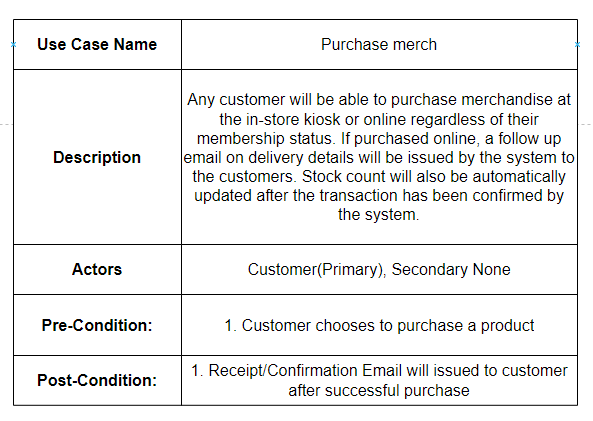 Use Case Name
Purchase merch
Description
Any customer will be able to purchase merchandise at
the in-store kiosk or online regardless of their
membership status. If purchased online, a follow up
email on delivery details will be issued by the system to
the customers. Stock count will also be automatically
updated after the transaction has been confirmed by
the system.
Actors
Customer(Primary), Secondary None
Pre-Condition:
1. Customer chooses to purchase a product
Post-Condition:
1. Receipt/Confirmation Email will issued to customer
after successful purchase